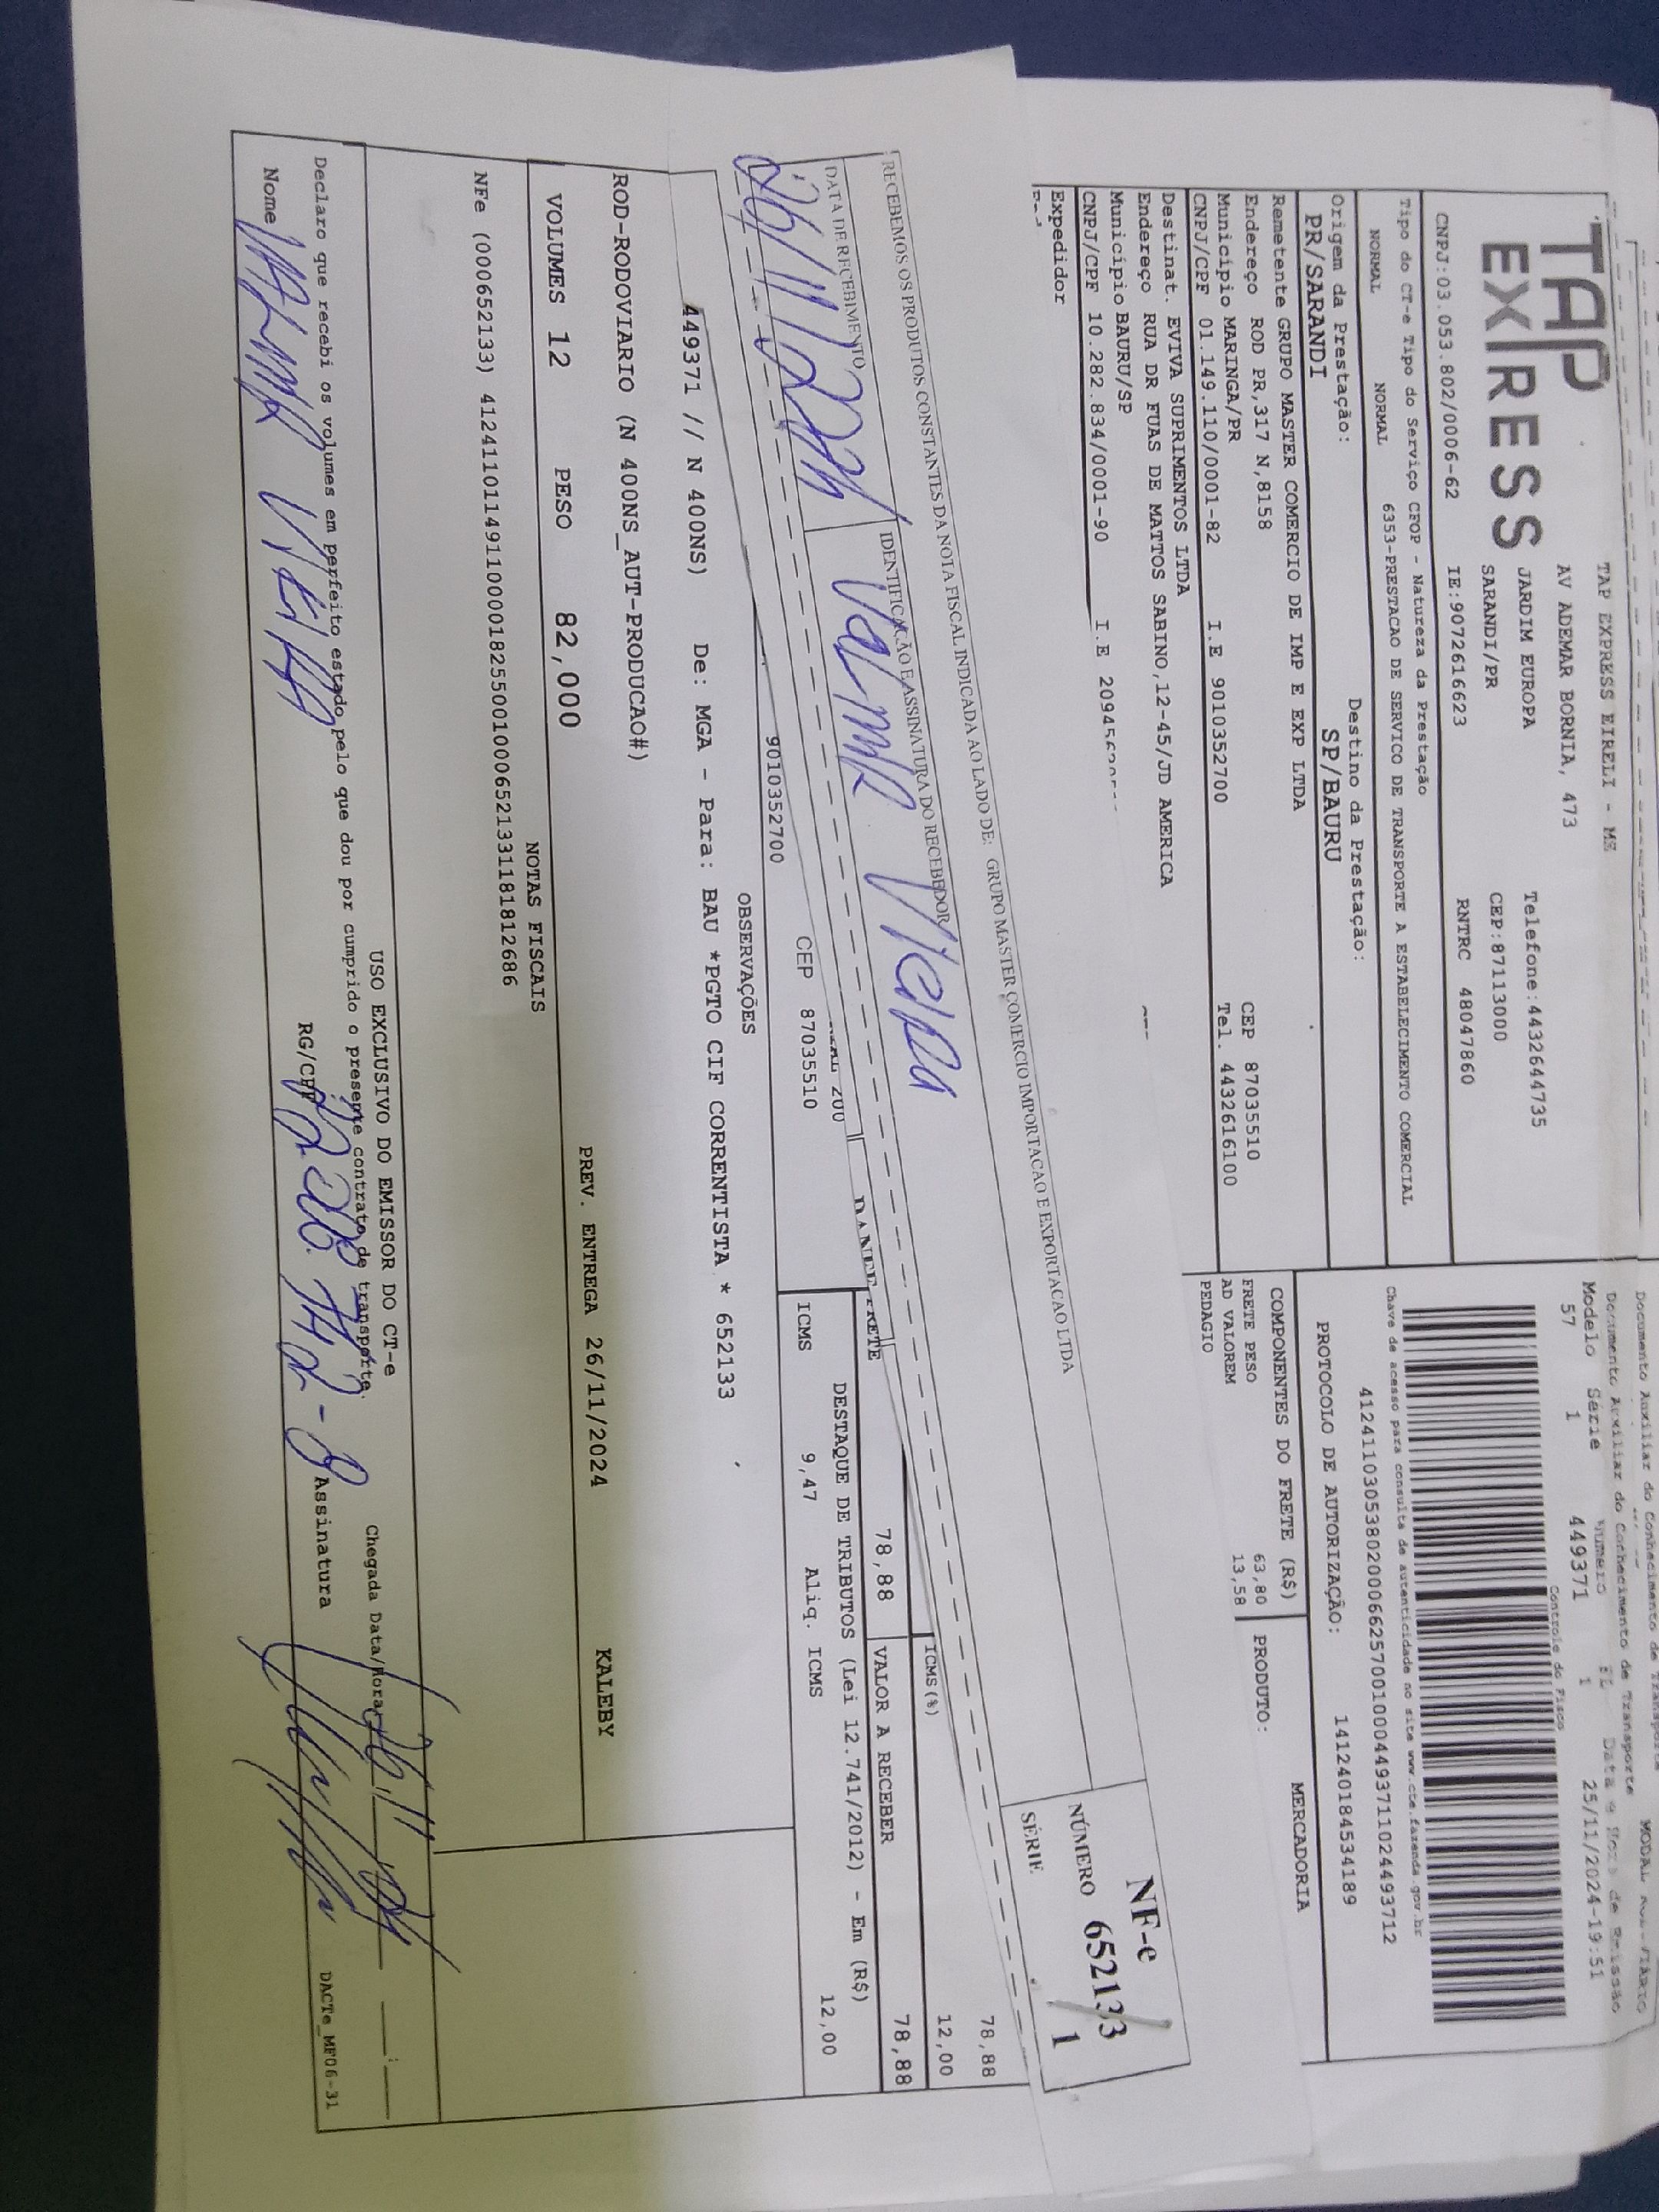 TAP EXPRESS
TAP EXPRESS EIRELI - ME
AV ADEMAR BORNIA, 473
JARDIM EUROPA
Telefone:4432644735
SARANDI/PR
CEP:87113000
CNPJ:03.053.802/0006-62 IE:9072616623 RNTRC 48047860
Documento Auxiliar do Conhecimento de Transporte
Modelo Série Número FL Data e Hora de Emissão
57 1 449371 1 25/11/2024-19:51
Controle do Fisco
Chave de acesso para consulta de autenticidade no site www.cte.fazenda.gov.br
41241103053802000662570010004493711024493712
PROTOCOLO DE AUTORIZAÇÃO: 141240184534189
Tipo do CT-e Tipo do Serviço CFOP - Natureza da Prestação
NORMAL NORMAL 6353-PRESTACAO DE SERVICO DE TRANSPORTE A ESTABELECIMENTO COMERCIAL
Origem da Prestação: Destino da Prestação:
PR/SARANDI SP/BAURU
Remetente GRUPO MASTER COMERCIO DE IMP E EXP LTDA
Endereço ROD PR,317 N,8158 CEP 87035510
Município MARINGA/PR Tel. 4432616100
CNPJ/CPF 01.149.110/0001-82 I.E 9010352700
COMPONENTES DO FRETE (R$) MERCADORIA
FRETE PESO 63,80 PRODUTO:
AD VALOREM 13,58
PEDAGIO
Destinat. EVIVA SUPRIMENTOS LTDA
Endereço RUA DR FUAS DE MATTOS SABINO,12-45/JD AMERICA
Município BAURU/SP
CNPJ/CPF 10.282.834/0001-90 I.E
Expedidor
RECEBEMOS OS PRODUTOS CONSTANTES DA NOTA FISCAL INDICADA AO LADO DE: GRUPO MASTER COMERCIO IMPORTACAO E EXPORTACAO LTDA
NF-e
NÚMERO 652133
SÉRIE 1
DATA DE RECEBIMENTO IDENTIFICAÇÃO E ASSINATURA DO RECEBEDOR
26/11/24 Valmir Vieira
78,88
ICMS(%) 12,00
78,88 VALOR A RECEBER 78,88
DESTAQUE DE TRIBUTOS (Lei 12.741/2012) - Em (R$)
ICMS 9,47 Aliq. ICMS 12,00
9010352700 CEP 87035510
OBSERVAÇÕES
449371 // N 400NS) De: MGA - Para: BAU *PGTO CIF CORRENTISTA * 652133
ROD-RODOVIARIO (N 400NS_AUT-PRODUCAO#)
PREV. ENTREGA 26/11/2024 KALEBY
VOLUMES 12 PESO 82,000
NOTAS FISCAIS
NFe (000652133) 41241101149110000182550010006521331181812686
USO EXCLUSIVO DO EMISSOR DO CT-e
Declaro que recebi os volumes em perfeito estado pelo que dou por cumprido o presente contrato de transporte.
Chegada Data/Hora 26/11/24
Nome VALMIR VIEIRA RG/CPF Assinatura
DACTe_MF06-31